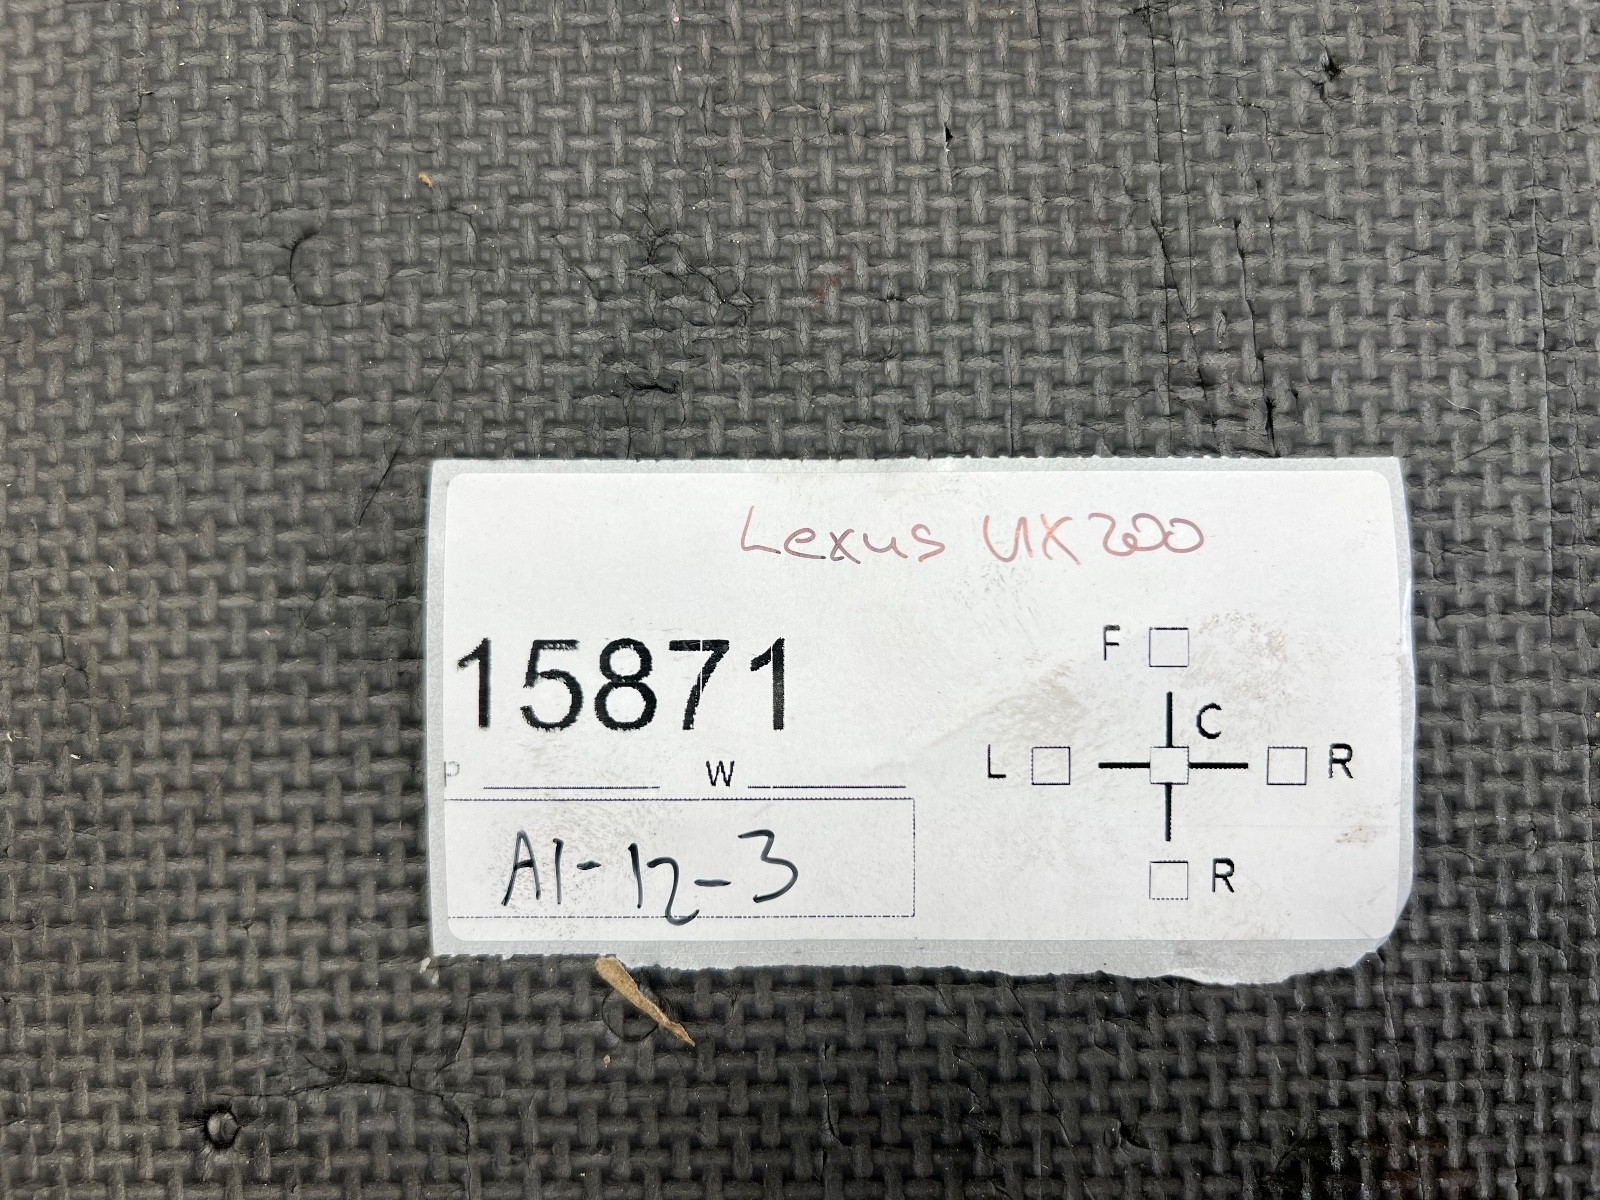 Lexus UX200
15871
F
C
P W L R
A1-12-3
R